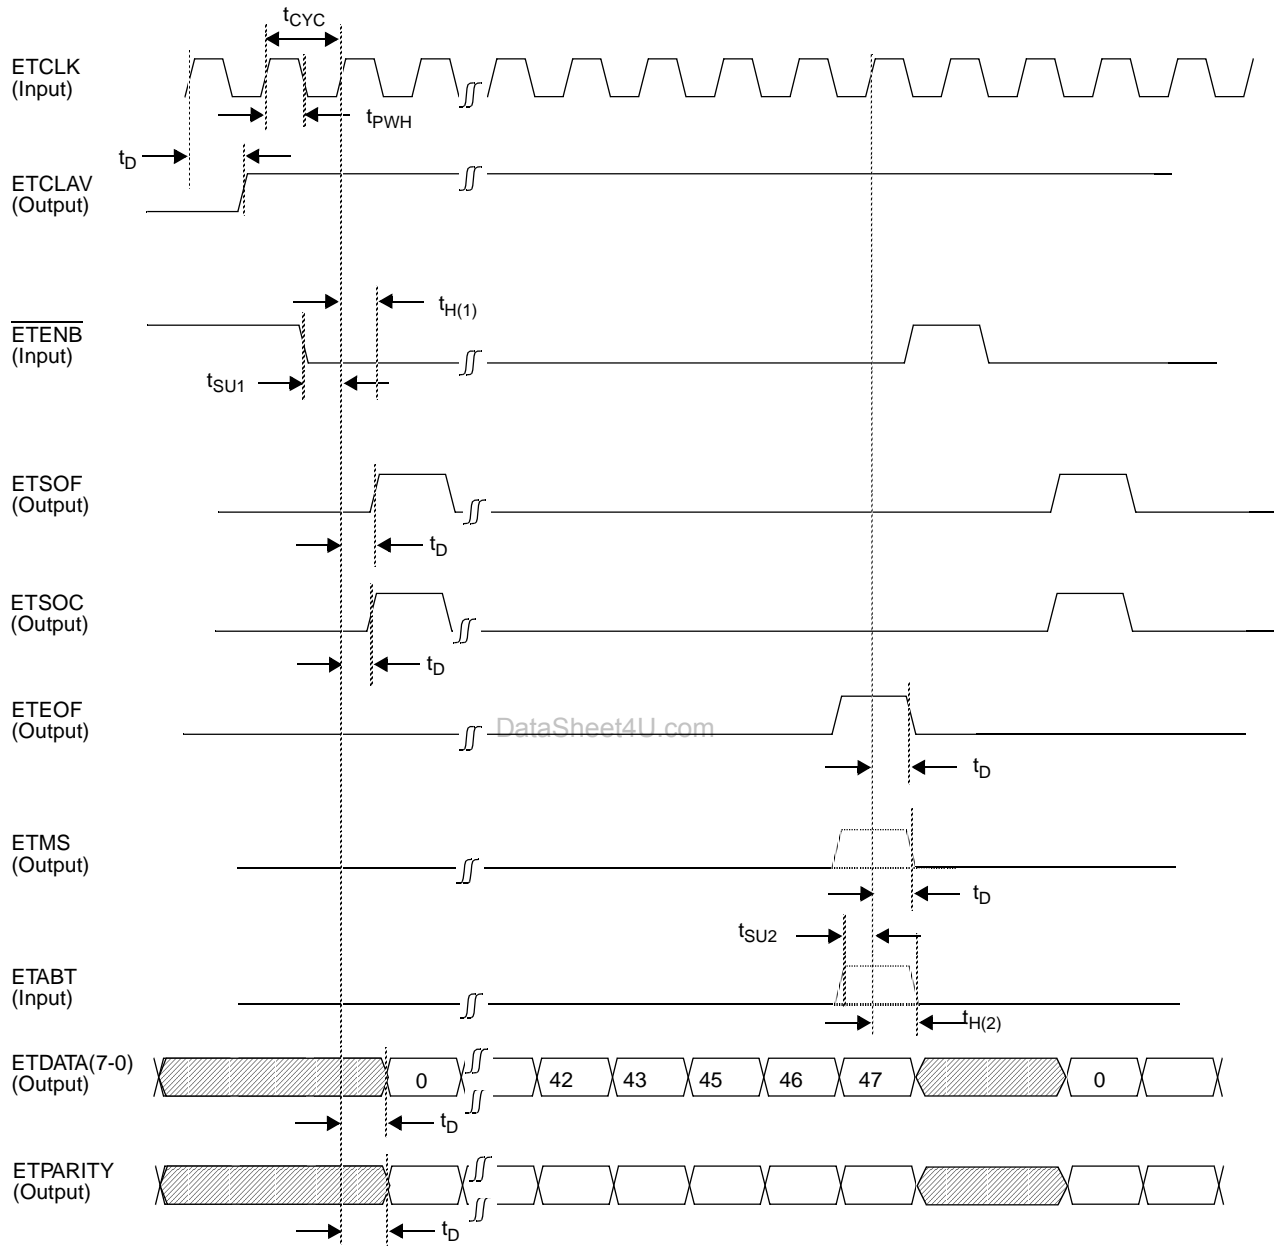 tCYC
ETCLK
(Input)
tPWH
tD
ETCLAV
(Output)
tH(1)
ETENB
(Input)
tSU1
ETSOF
(Output)
tD
ETSOC
(Output)
tD
ETEOF
(Output)
DataSheet4U.com
tD
ETMS
(Output)
tD
tSU2
ETABT
(Input)
tH(2)
ETDATA(7-0)
(Output)
0 42 43 45 46 47 0
tD
ETPARITY
(Output)
tD